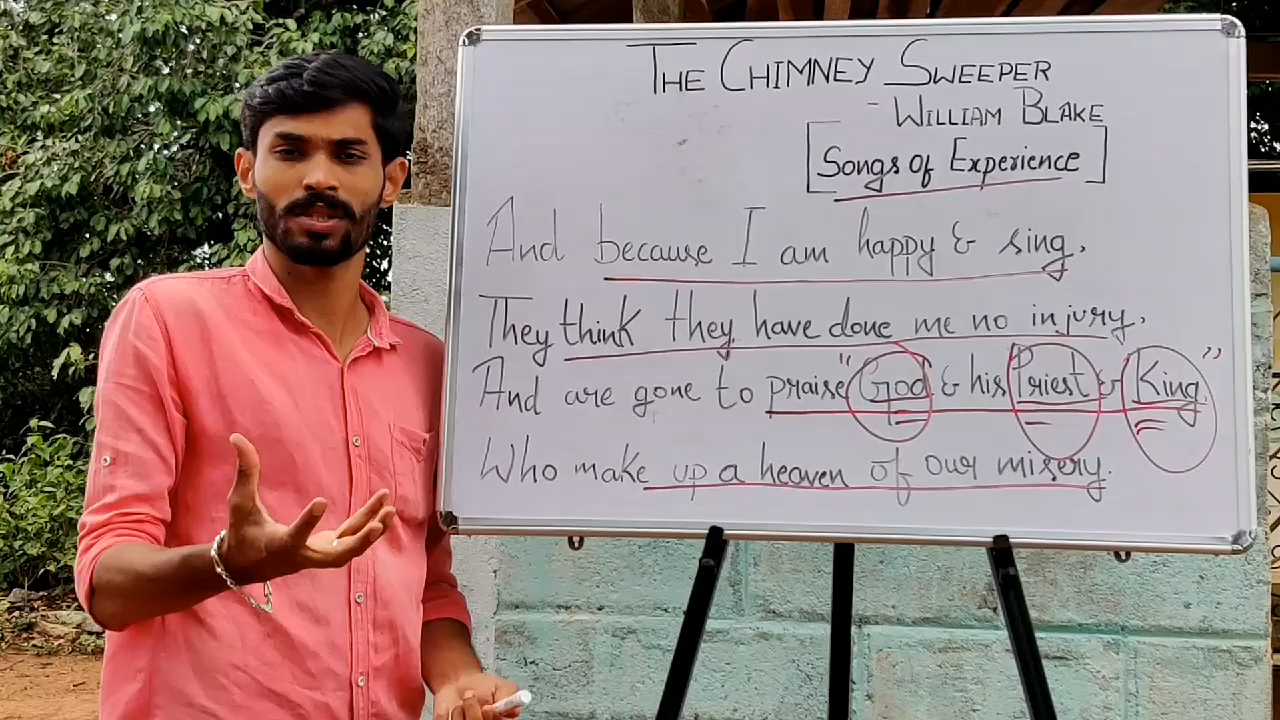 THE CHIMNEY SWEEPER
- WILLIAM BLAKE
[Songs of Experience]
And because I am happy & sing,
They think they have done me no injury,
And are gone to praise "God & his Priest & King,"
Who make up a heaven of our misery.